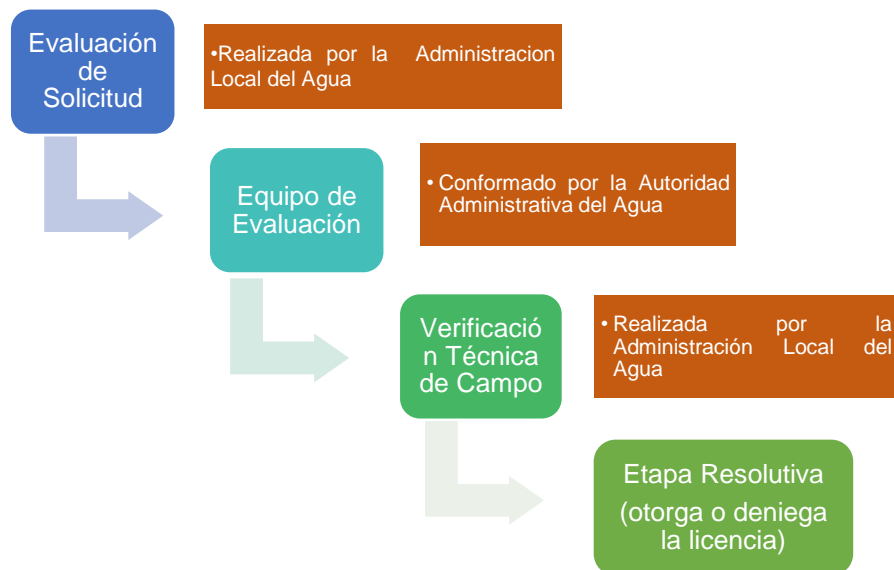 Evaluación
de
Solicitud
•Realizada por la Administracion
Local del Agua
Equipo de
Evaluación
• Conformado por la Autoridad
Administrativa del Agua
Verificació
n Técnica
de Campo
• Realizada por la
Administración Local del
Agua
Etapa Resolutiva
(otorga o deniega
la licencia)